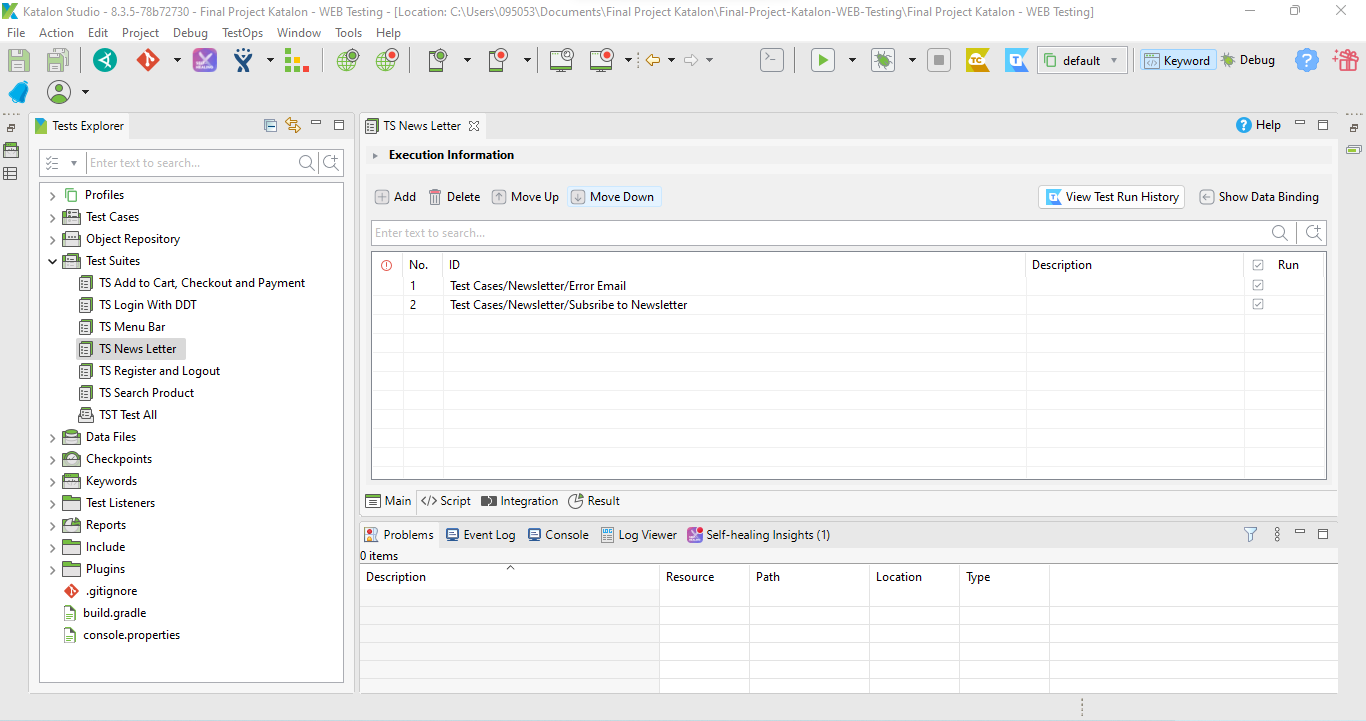 Katalon Studio - 8.3.5-78b72730 - Final Project Katalon - WEB Testing - [Location: C:\Users\095053\Documents\Final Project Katalon\Final-Project-Katalon-WEB-Testing\Final Project Katalon - WEB Testing]
File Action Edit Project Debug TestOps Window Tools Help
default Keyword Debug
Tests Explorer
Enter text to search...
Profiles
Test Cases
Object Repository
Test Suites
TS Add to Cart, Checkout and Payment
TS Login With DDT
TS Menu Bar
TS News Letter
TS Register and Logout
TS Search Product
TST Test All
Data Files
Checkpoints
Keywords
Test Listeners
Reports
Include
Plugins
.gitignore
build.gradle
console.properties
TS News Letter Help
Execution Information
Add Delete Move Up Move Down View Test Run History Show Data Binding
Enter text to search...
No. ID Description Run
1 Test Cases/Newsletter/Error Email
2 Test Cases/Newsletter/Subsribe to Newsletter
Main </> Script Integration Result
Problems Event Log Console Log Viewer Self-healing Insights (1)
0 items
Description Resource Path Location Type